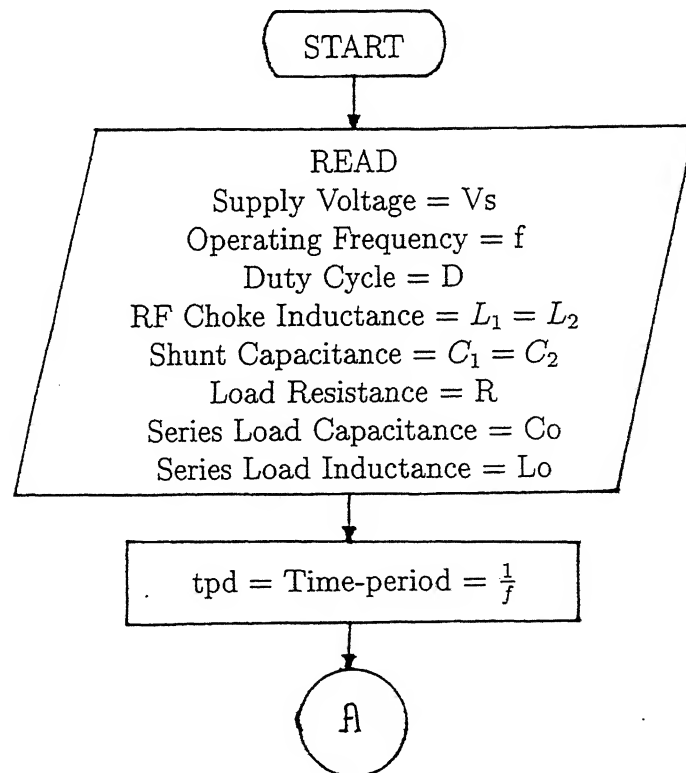 START
READ
Supply Voltage = Vs
Operating Frequency = f
Duty Cycle = D
RF Choke Inductance = L₁ = L₂
Shunt Capacitance = C₁ = C₂
Load Resistance = R
Series Load Capacitance = Co
Series Load Inductance = Lo
tpd = Time-period = 1/f
A